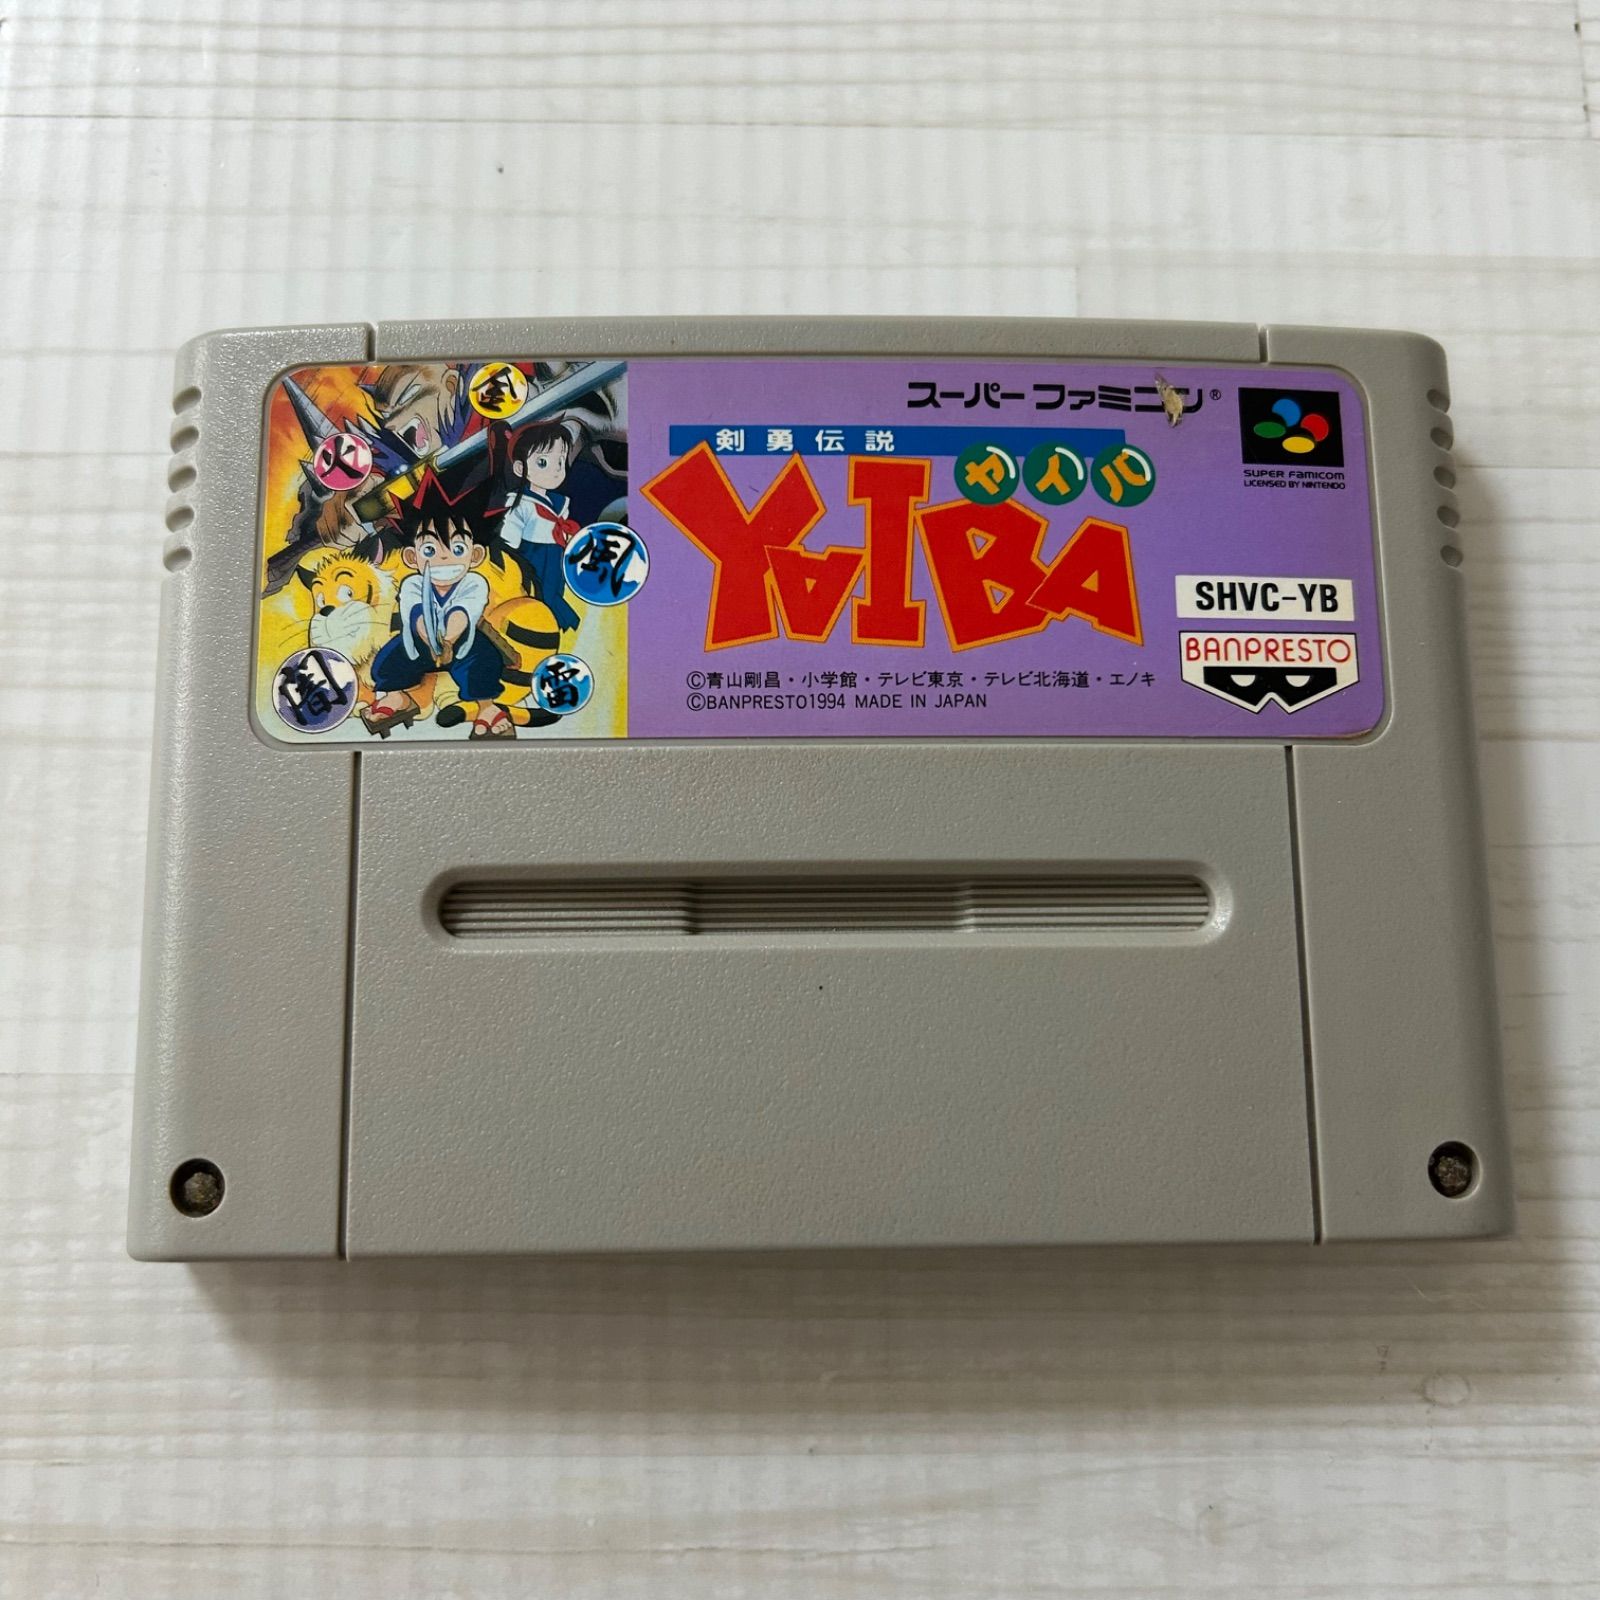 スーパーファミコン®
SUPER FAMICOM
LICENSED BY NINTENDO
剣勇伝説
ヤイバ
YAIBA
金
火
風
闇
雷
SHVC-YB
BANPRESTO
©青山剛昌・小学館・テレビ東京・テレビ北海道・エノキ
©BANPRESTO1994 MADE IN JAPAN